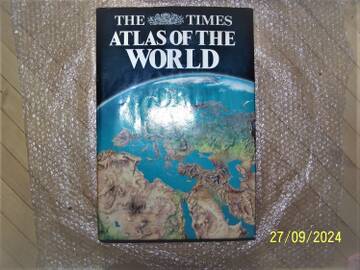 THE TIMES
ATLAS OF THE
WORLD
27/09/2024